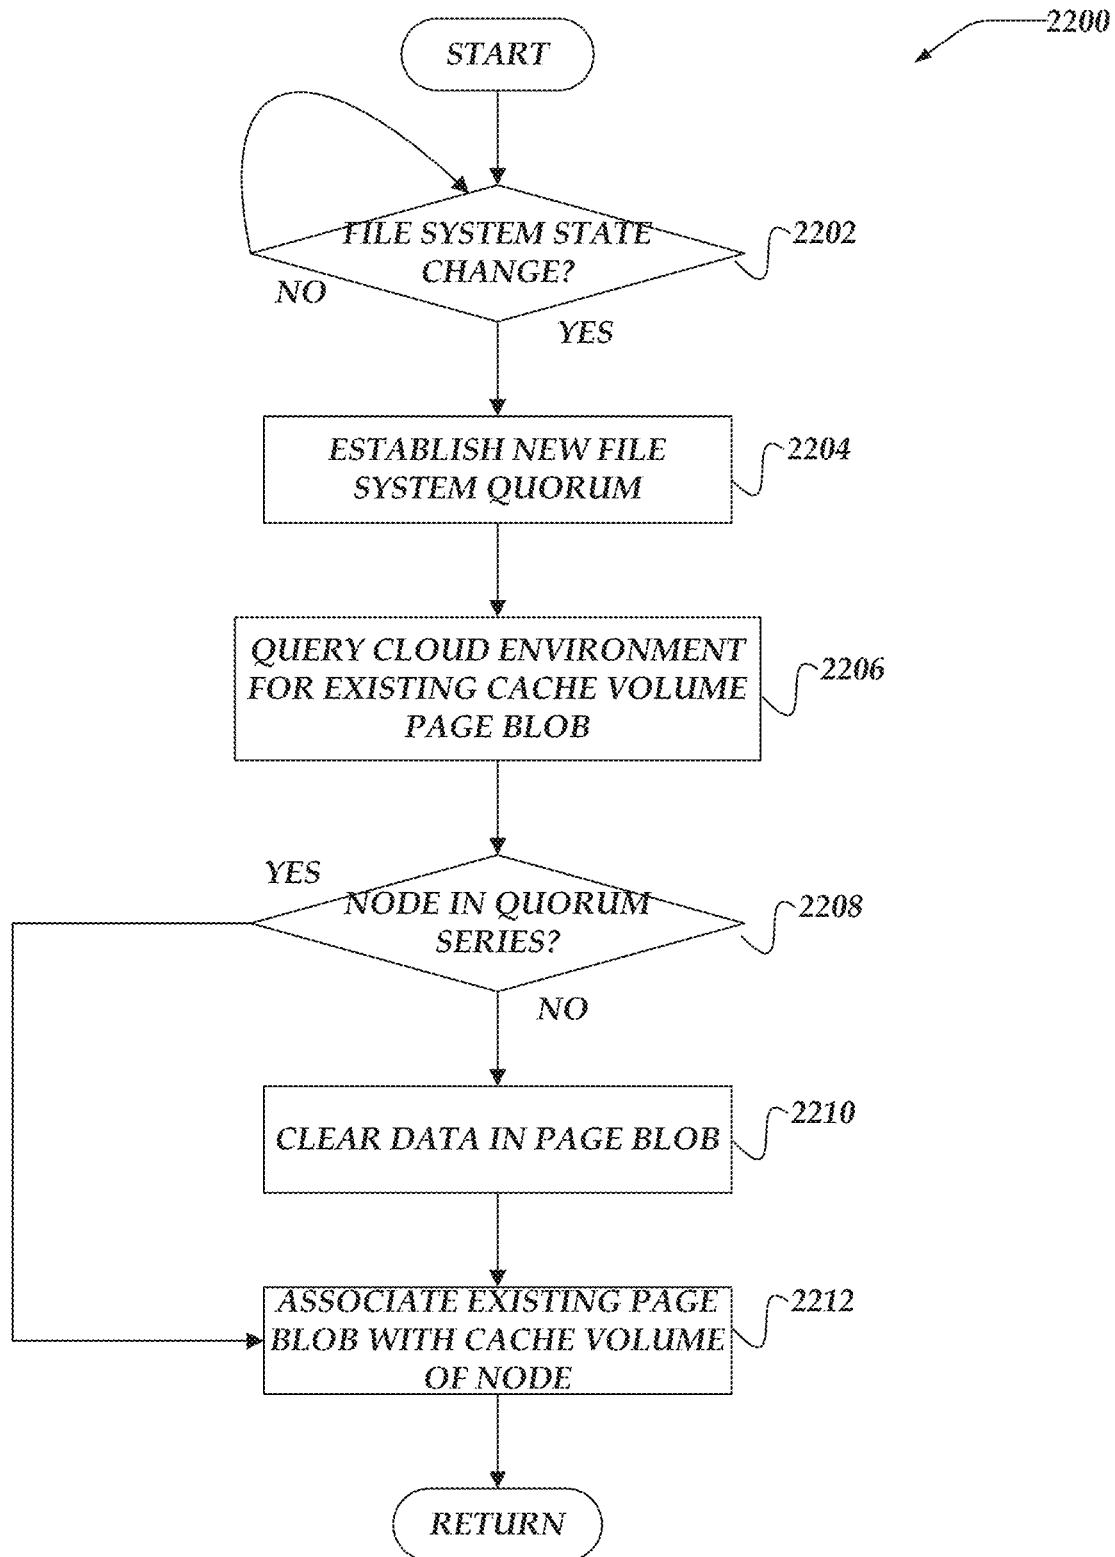 2200
START
FILE SYSTEM STATE
CHANGE?
2202
NO
YES
ESTABLISH NEW FILE
SYSTEM QUORUM
2204
QUERY CLOUD ENVIRONMENT
FOR EXISTING CACHE VOLUME
PAGE BLOB
2206
YES
NODE IN QUORUM
SERIES?
2208
NO
CLEAR DATA IN PAGE BLOB
2210
ASSOCIATE EXISTING PAGE
BLOB WITH CACHE VOLUME
OF NODE
2212
RETURN